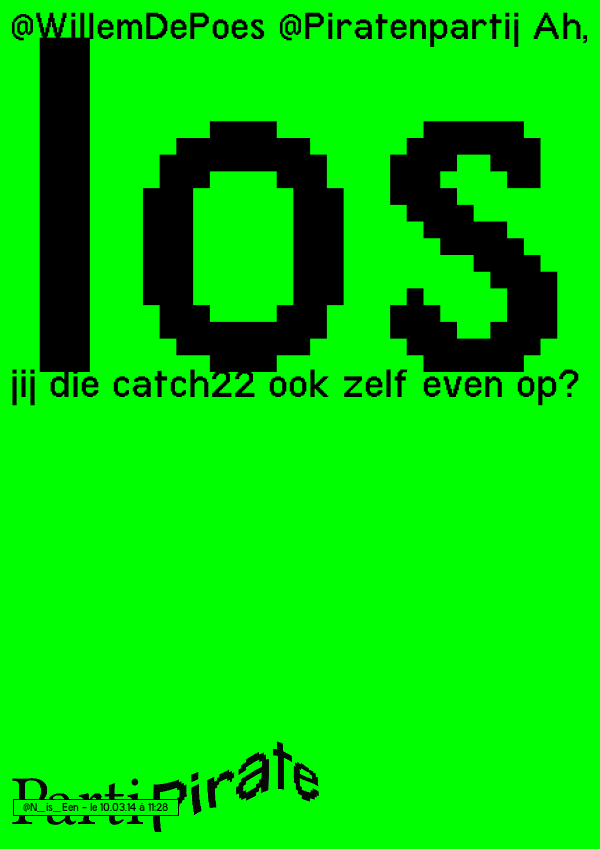 @WillemDePoes @Piratenpartij Ah,
los
jij die catch22 ook zelf even op?
Parti Pirate
@N_is_Een - le 10.03.14 à 11:28